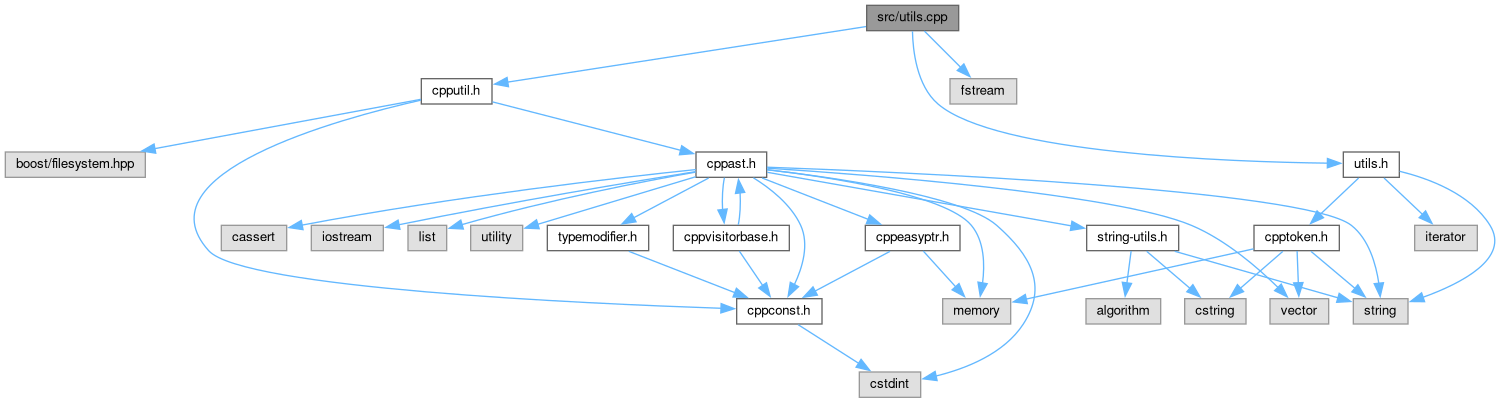 src/utils.cpp
cpputil.h
fstream
boost/filesystem.hpp
cppast.h
utils.h
cassert
iostream
list
utility
typemodifier.h
cppvisitorbase.h
cppeasyptr.h
string-utils.h
cpptoken.h
iterator
cppconst.h
memory
algorithm
cstring
vector
string
cstdint